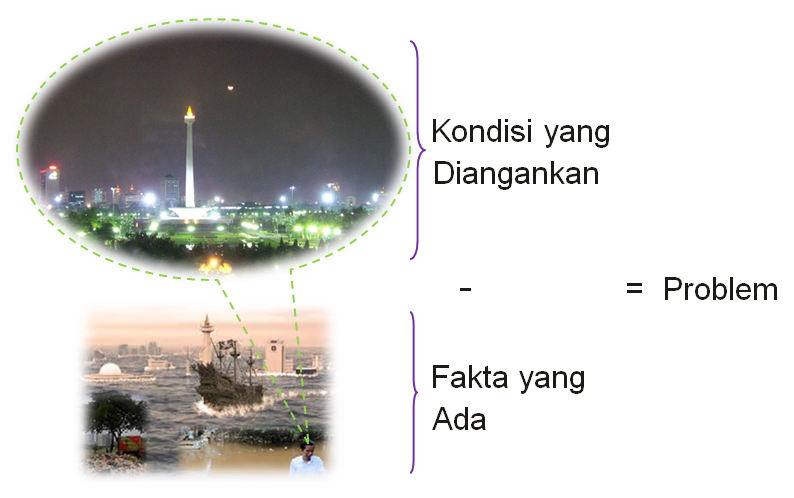 Kondisi yang
Diangankan
- = Problem
Fakta yang
Ada